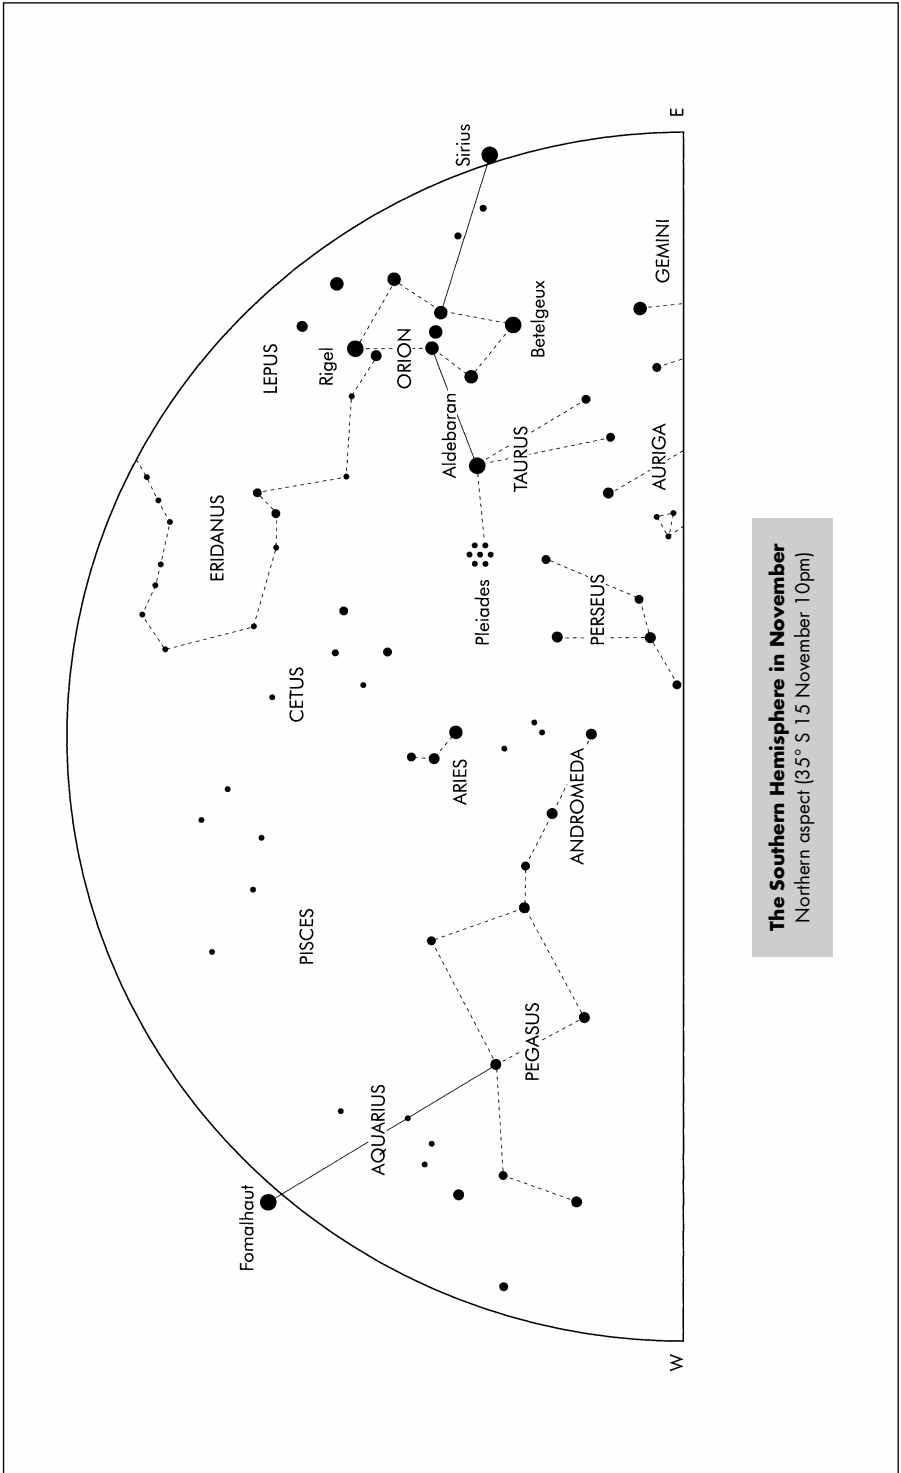 E
Sirius
GEMINI
Betelgeux
LEPUS
Rigel
ORION
Aldebaran
TAURUS
AURIGA
ERIDANUS
Pleiades
PERSEUS
CETUS
ARIES
ANDROMEDA
PISCES
PEGASUS
AQUARIUS
Fomalhaut
W
The Southern Hemisphere in November
Northern aspect (35° S 15 November 10pm)